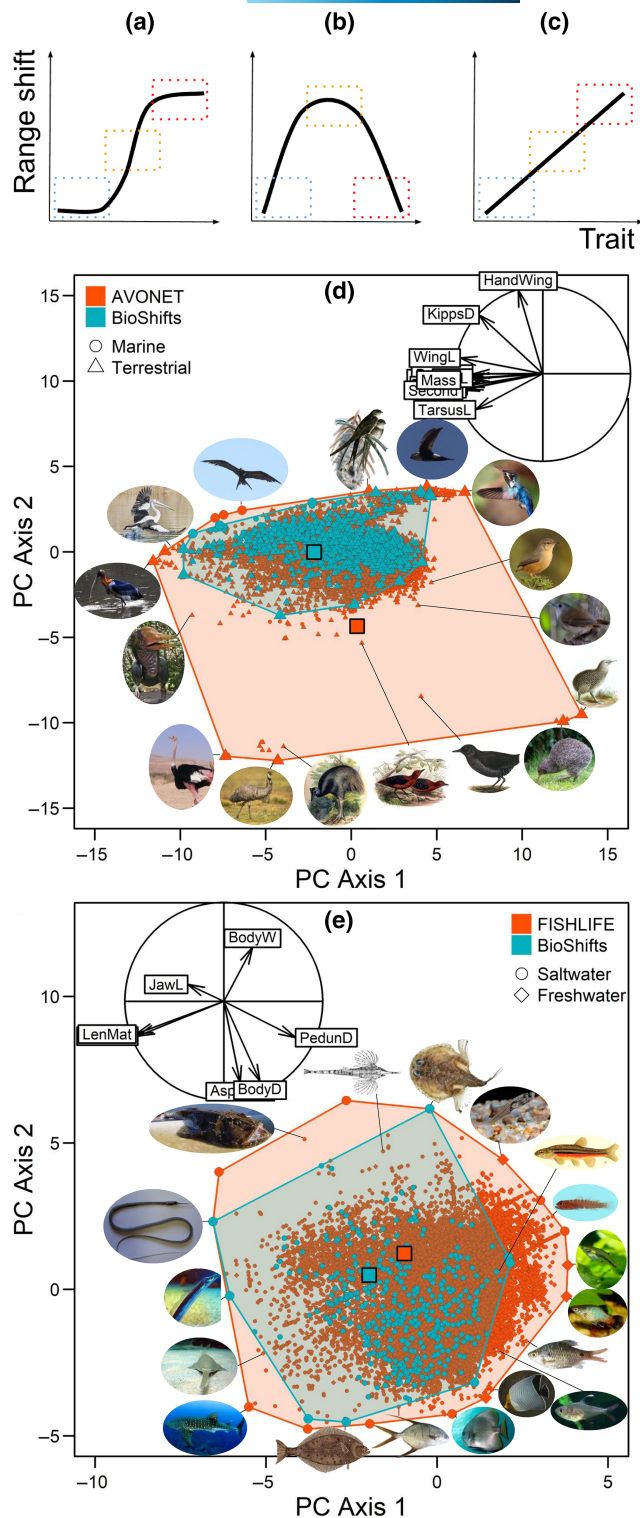 (a) (b) (c)
Range shift
Trait
(d)
AVONET
BioShifts
Marine
Terrestrial
HandWing
KippsD
WingL
Mass
Second
TarsusL
15
10
5
0
−5
−10
−15
PC Axis 2
−15 −10 −5 0 5 10 15
PC Axis 1
(e)
FISHLIFE
BioShifts
Saltwater
Freshwater
BodyW
JawL
LenMat
PedunD
Asp
BodyD
10
5
0
−5
PC Axis 2
−10 −5 0 5
PC Axis 1